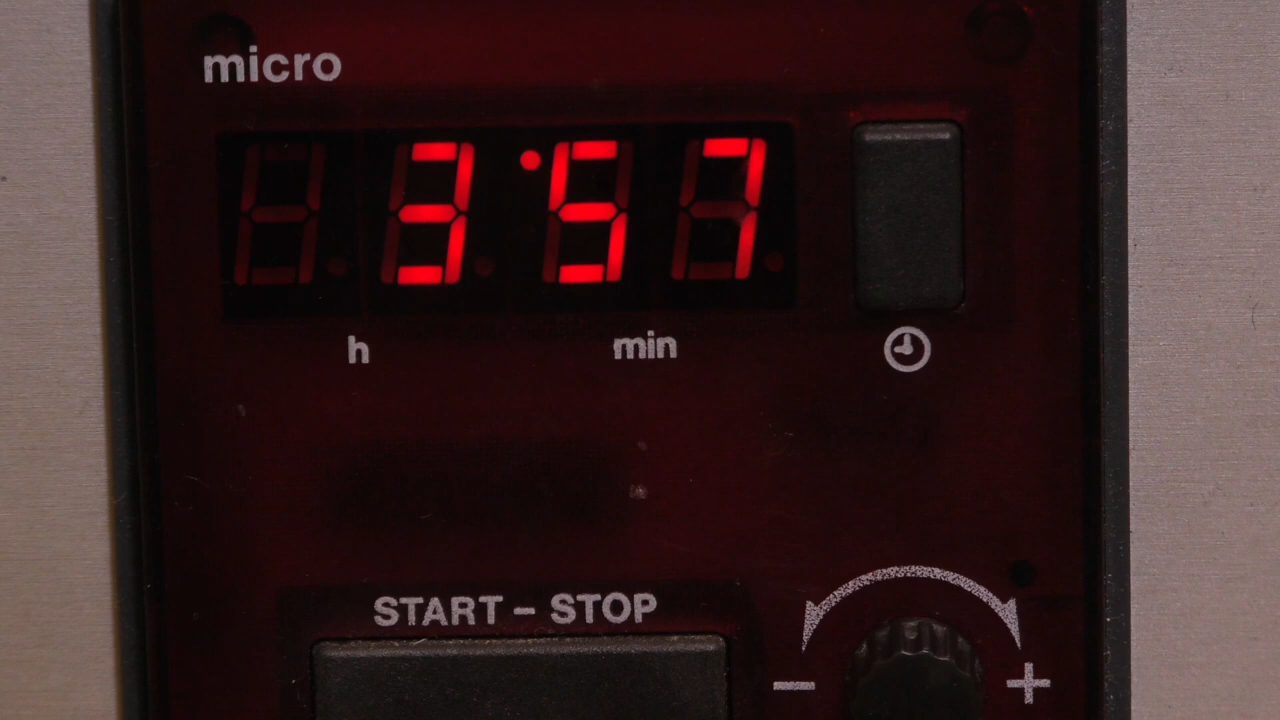 micro
3:57
h min
START – STOP
– +